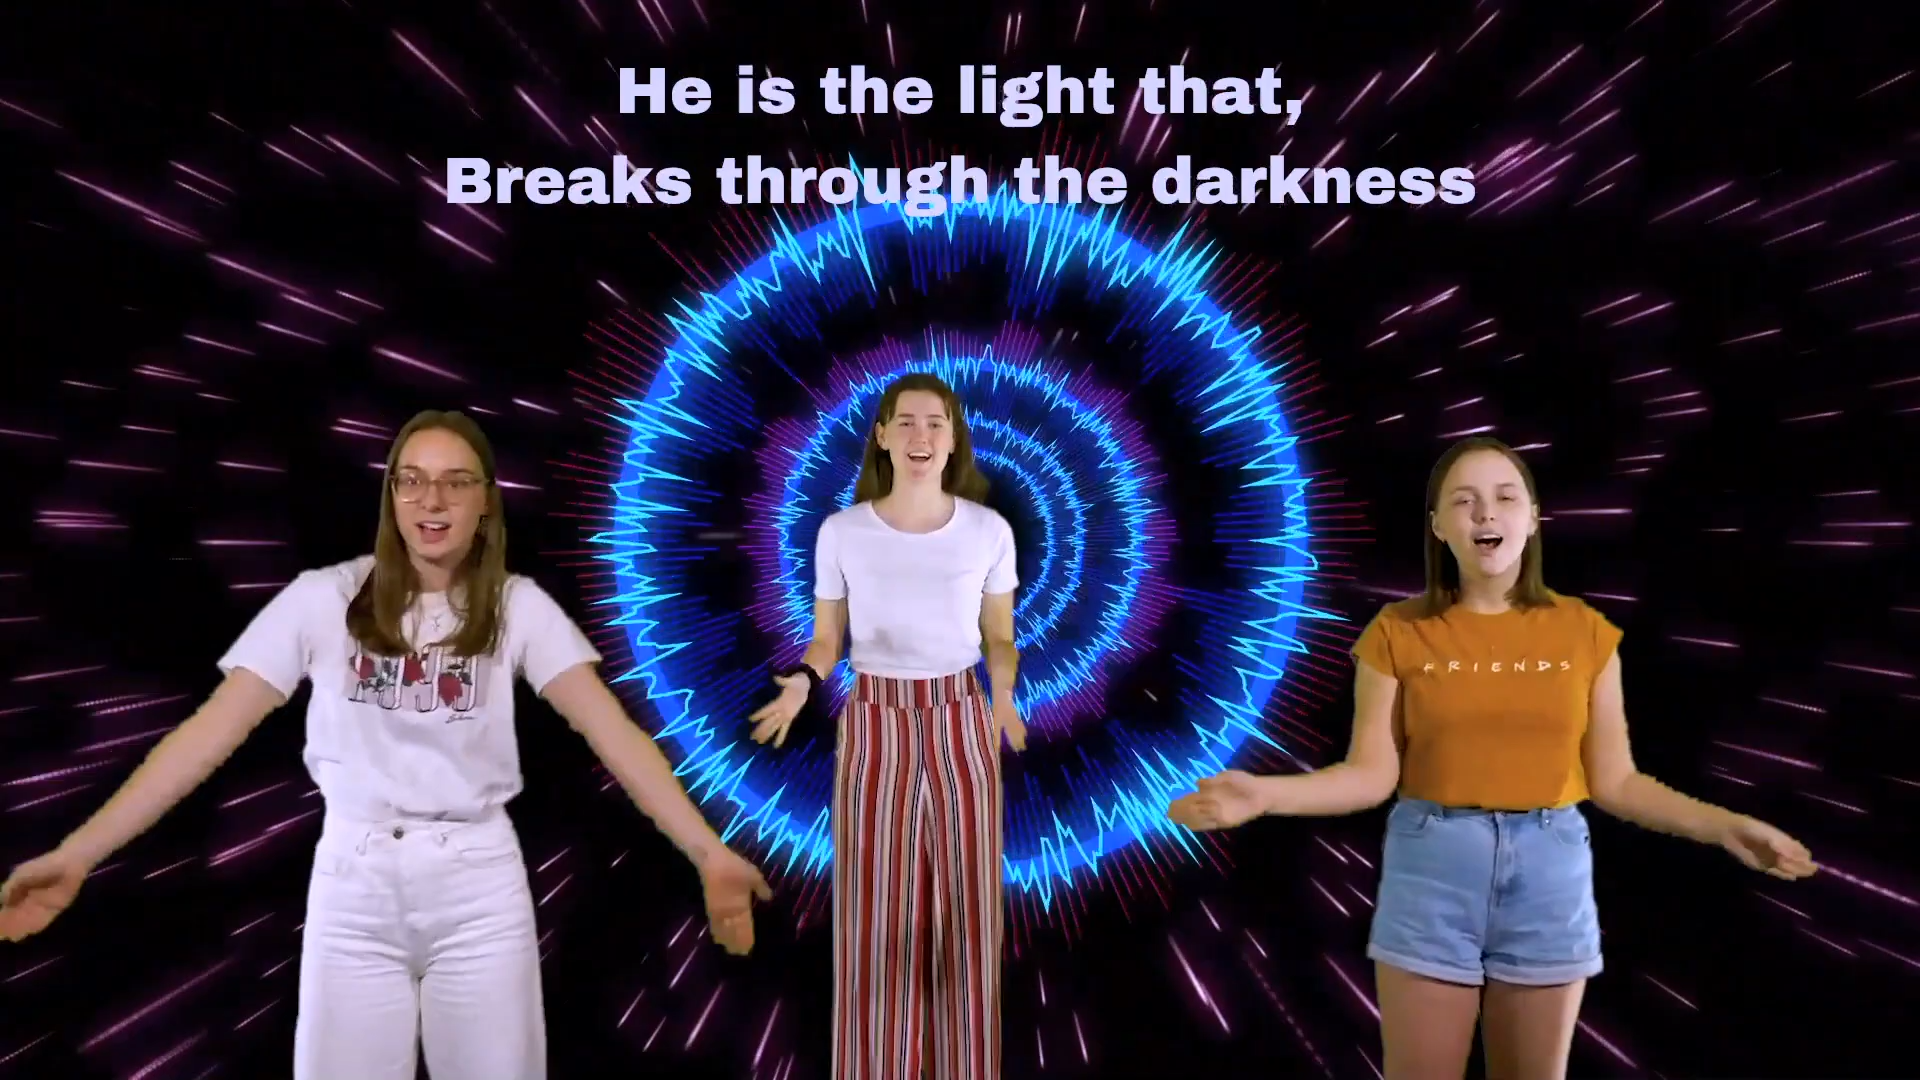 He is the light that,
Breaks through the darkness
FRIENDS